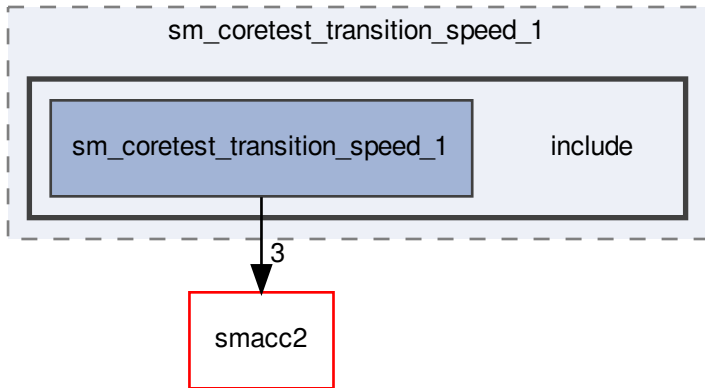 sm_coretest_transition_speed_1
sm_coretest_transition_speed_1
include
3
smacc2